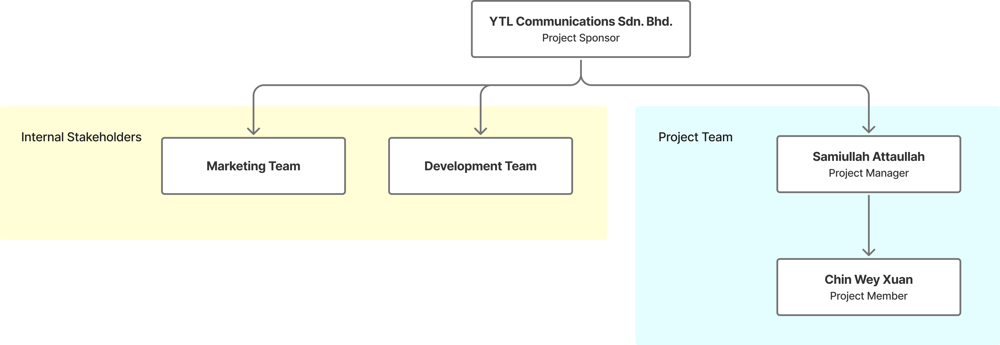 YTL Communications Sdn. Bhd.
Project Sponsor
Internal Stakeholders
Marketing Team
Development Team
Project Team
Samiullah Attaullah
Project Manager
Chin Wey Xuan
Project Member